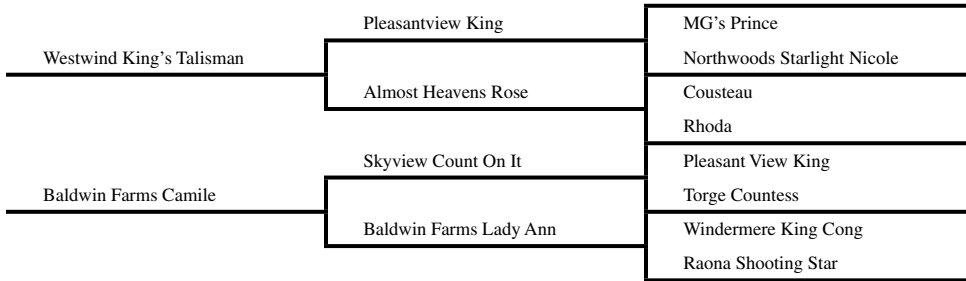 Pleasantview King
MG's Prince
Westwind King's Talisman
Northwoods Starlight Nicole
Almost Heavens Rose
Cousteau
Rhoda
Skyview Count On It
Pleasant View King
Baldwin Farms Camile
Torge Countess
Baldwin Farms Lady Ann
Windermere King Cong
Raona Shooting Star